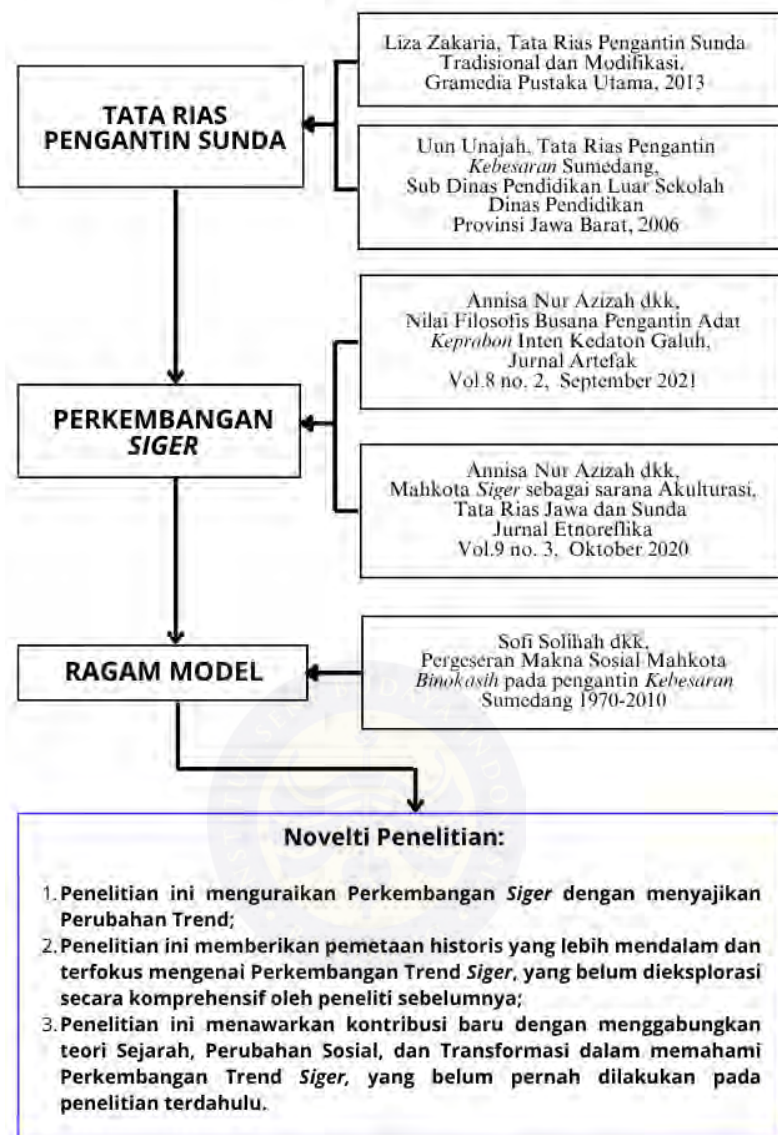 TATA RIAS
PENGANTIN SUNDA
Liza Zakaria, Tata Rias Pengantin Sunda
Tradisional dan Modifikasi,
Gramedia Pustaka Utama, 2013
Uun Unajah, Tata Rias Pengantin
Kebesaran Sumedang,
Sub Dinas Pendidikan Luar Sekolah
Dinas Pendidikan
Provinsi Jawa Barat, 2006
PERKEMBANGAN
SIGER
Annisa Nur Azizah dkk,
Nilai Filosofis Busana Pengantin Adat
Keprabon Inten Kedaton Galuh,
Jurnal Artefak
Vol.8 no. 2, September 2021
Annisa Nur Azizah dkk,
Mahkota Siger sebagai sarana Akulturasi,
Tata Rias Jawa dan Sunda
Jurnal Etnoreflika
Vol.9 no. 3, Oktober 2020
RAGAM MODEL
Sofi Solihah dkk,
Pergeseran Makna Sosial Mahkota
Binokasih pada pengantin Kebesaran
Sumedang 1970-2010
Novelti Penelitian:
1. Penelitian ini menguraikan Perkembangan Siger dengan menyajikan
Perubahan Trend;
2. Penelitian ini memberikan pemetaan historis yang lebih mendalam dan
terfokus mengenai Perkembangan Trend Siger, yang belum dieksplorasi
secara komprehensif oleh peneliti sebelumnya;
3. Penelitian ini menawarkan kontribusi baru dengan menggabungkan
teori Sejarah, Perubahan Sosial, dan Transformasi dalam memahami
Perkembangan Trend Siger, yang belum pernah dilakukan pada
penelitian terdahulu.